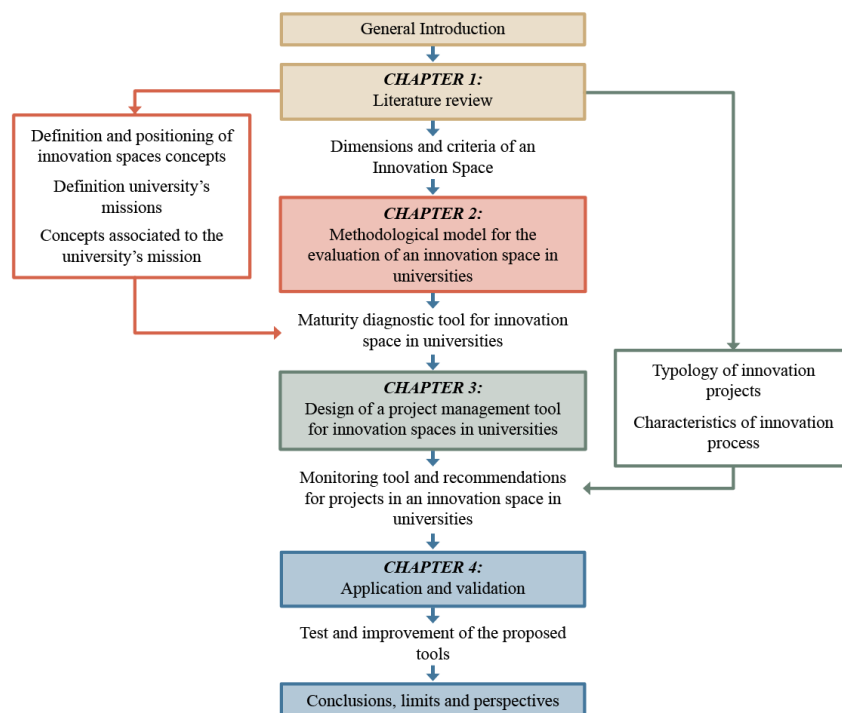 General Introduction
CHAPTER 1:
Literature review
Definition and positioning of
innovation spaces concepts
Definition university's
missions
Concepts associated to the
university's mission
Dimensions and criteria of an
Innovation Space
CHAPTER 2:
Methodological model for the
evaluation of an innovation space in
universities
Maturity diagnostic tool for innovation
space in universities
CHAPTER 3:
Design of a project management tool
for innovation spaces in universities
Typology of innovation
projects
Characteristics of innovation
process
Monitoring tool and recommendations
for projects in an innovation space in
universities
CHAPTER 4:
Application and validation
Test and improvement of the proposed
tools
Conclusions, limits and perspectives